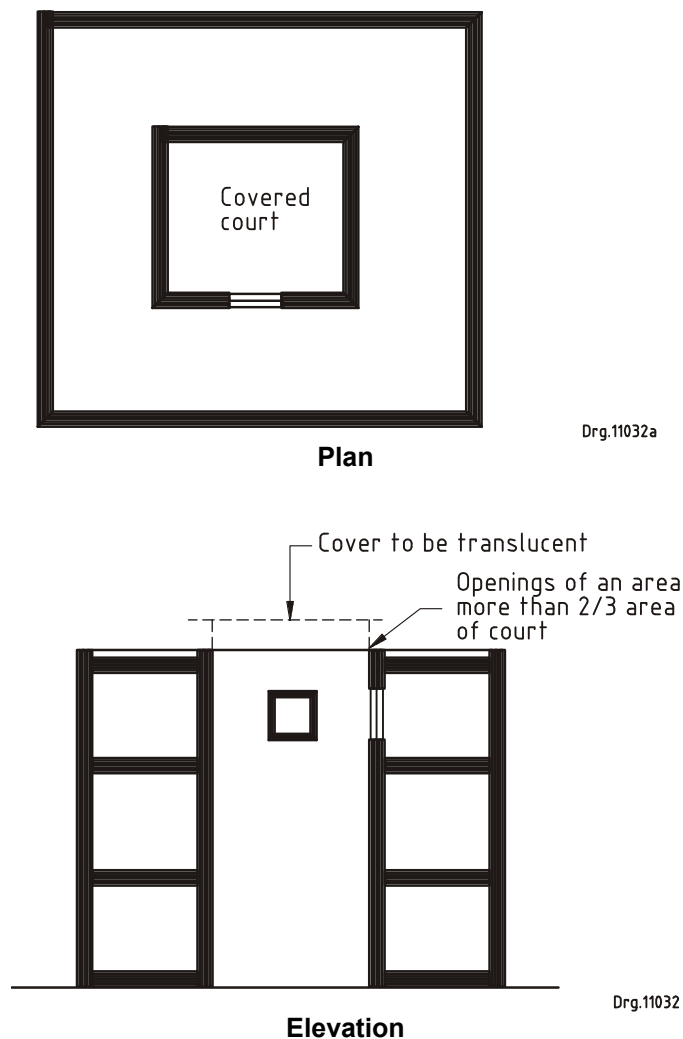 Covered
court
Drg.11032a
Plan
Cover to be translucent
Openings of an area
more than 2/3 area
of court
Drg.11032
Elevation